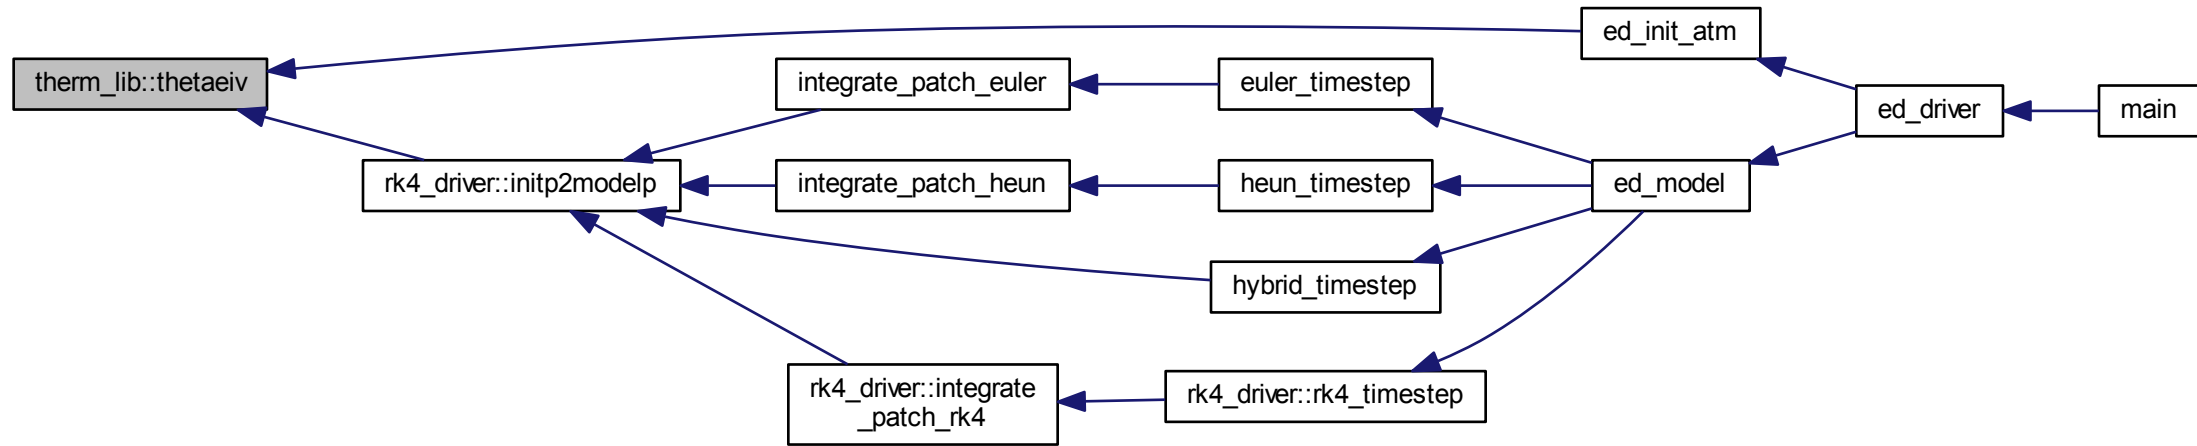 therm_lib::thetaeiv
ed_init_atm
integrate_patch_euler
euler_timestep
ed_driver
main
rk4_driver::initp2modelp
integrate_patch_heun
heun_timestep
ed_model
hybrid_timestep
rk4_driver::integrate
_patch_rk4
rk4_driver::rk4_timestep